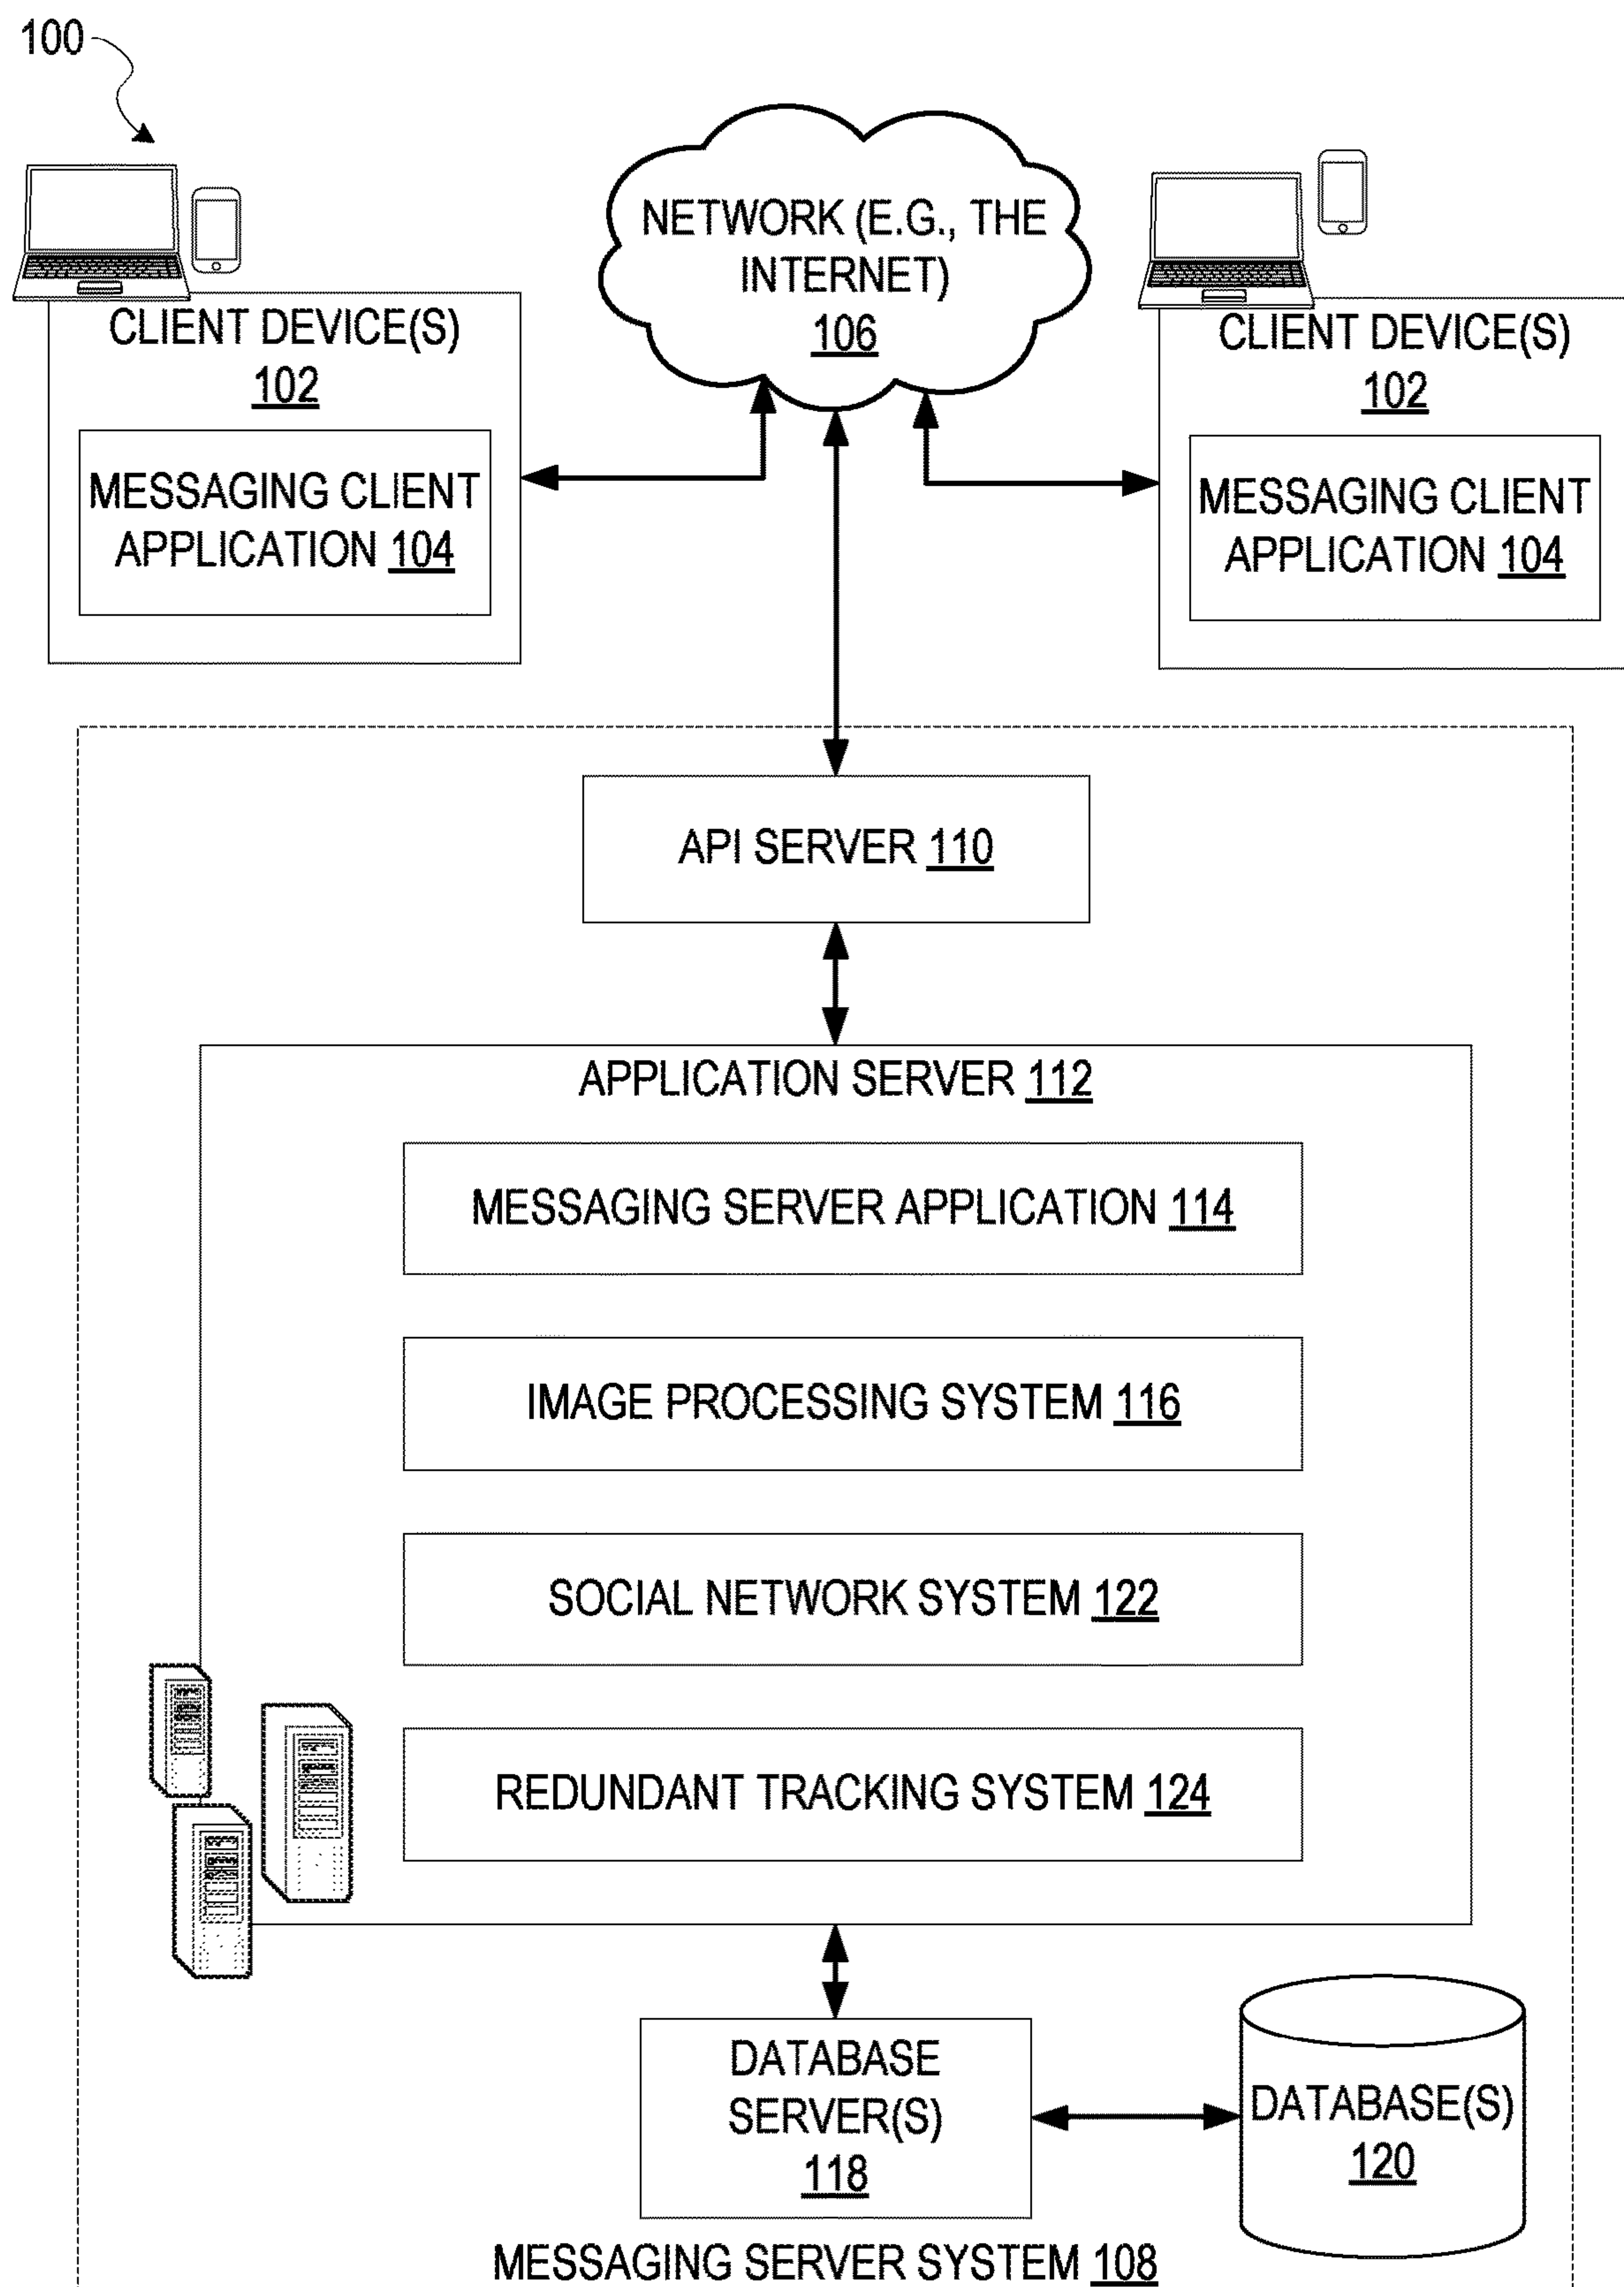 100
NETWORK (E.G., THE
INTERNET)
106
CLIENT DEVICE(S)
102
MESSAGING CLIENT
APPLICATION 104
CLIENT DEVICE(S)
102
MESSAGING CLIENT
APPLICATION 104
API SERVER 110
APPLICATION SERVER 112
MESSAGING SERVER APPLICATION 114
IMAGE PROCESSING SYSTEM 116
SOCIAL NETWORK SYSTEM 122
REDUNDANT TRACKING SYSTEM 124
DATABASE
SERVER(S)
118
DATABASE(S)
120
MESSAGING SERVER SYSTEM 108